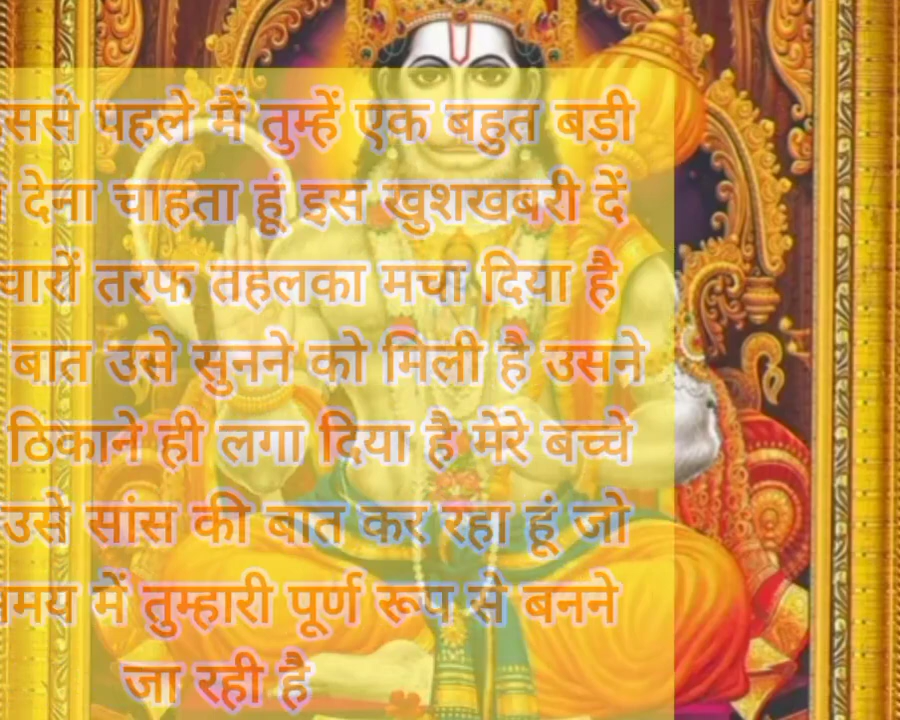 पहले मैं तुम्हें एक बहुत बड़ी
देना चाहता हूं इस खुशखबरी दें
तरफ तहलका मचा दिया है
बात उसे सुनने को मिली है उसने
ठिकाने ही लगा दिया है मेरे बच्चे
उसे सांस की बात कर रहा हूं जो
में तुम्हारी पूर्ण रूप से बनने
जा रही है